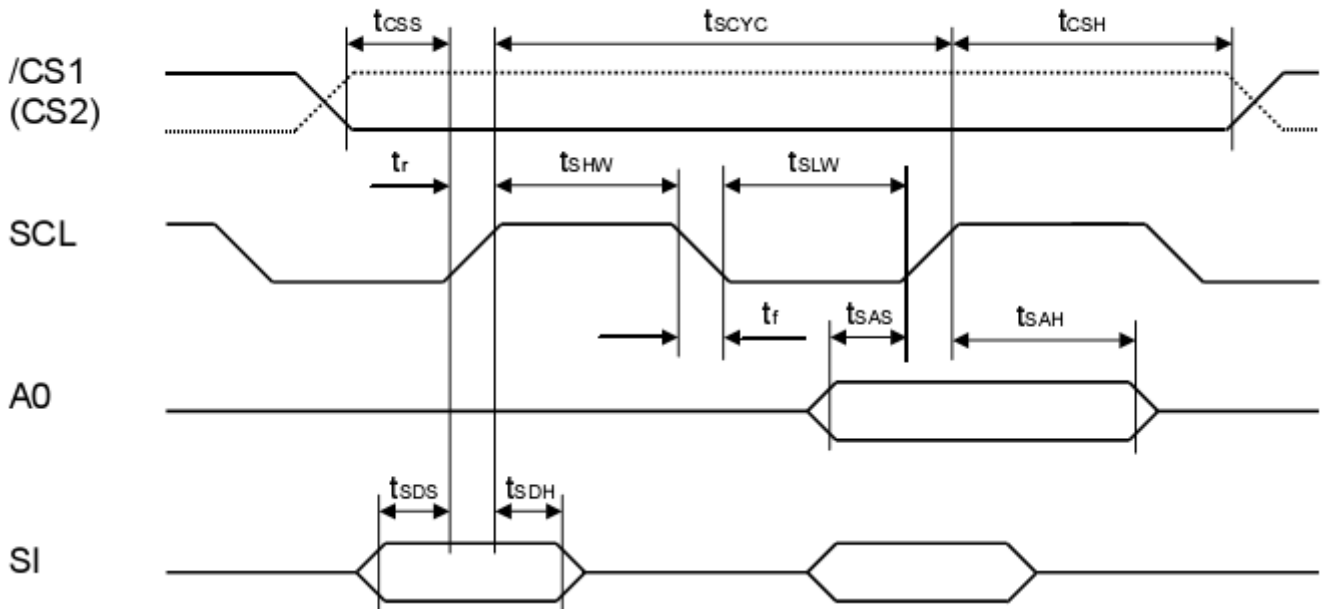 tCSS tSCYC tCSH
/CS1
(CS2)
tr tSHW tSLW
SCL
tf tSAS tSAH
A0
tSDS tSDH
SI